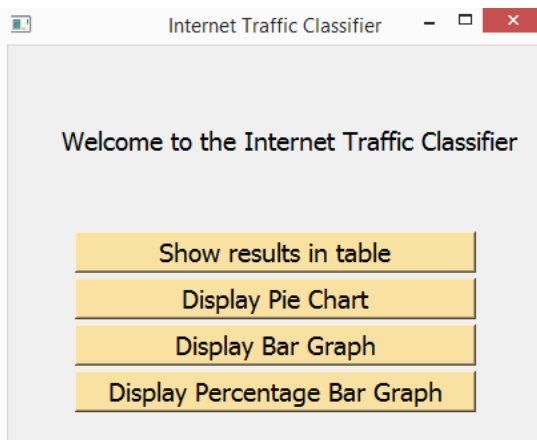 Internet Traffic Classifier
Welcome to the Internet Traffic Classifier
Show results in table
Display Pie Chart
Display Bar Graph
Display Percentage Bar Graph